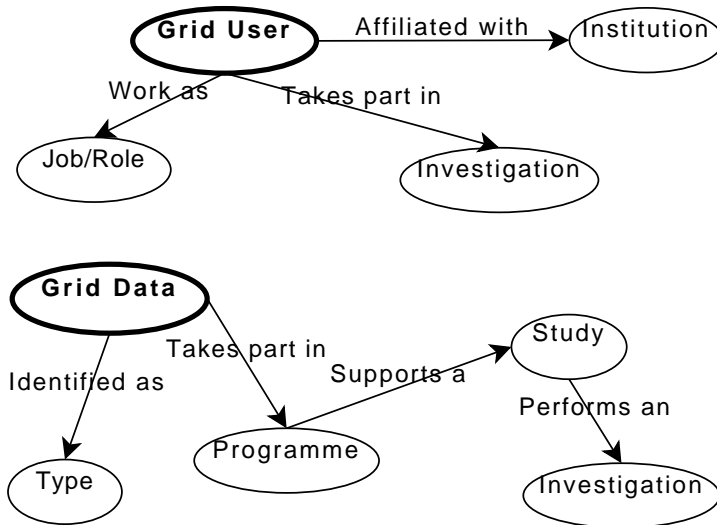 Grid User
Affiliated with
Institution
Work as
Takes part in
Job/Role
Investigation
Grid Data
Takes part in
Study
Identified as
Supports a
Performs an
Programme
Type
Investigation